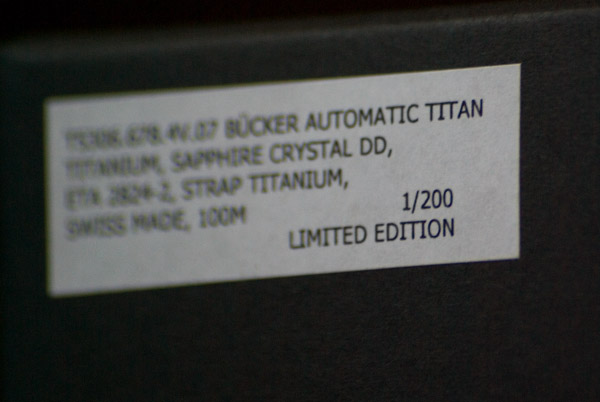 BÜCKER AUTOMATIC TITAN
TITANIUM, SAPPHIRE CRYSTAL DD,
ETA 2824-2, STRAP TITANIUM,
SWISS MADE, 100M
1/200
LIMITED EDITION